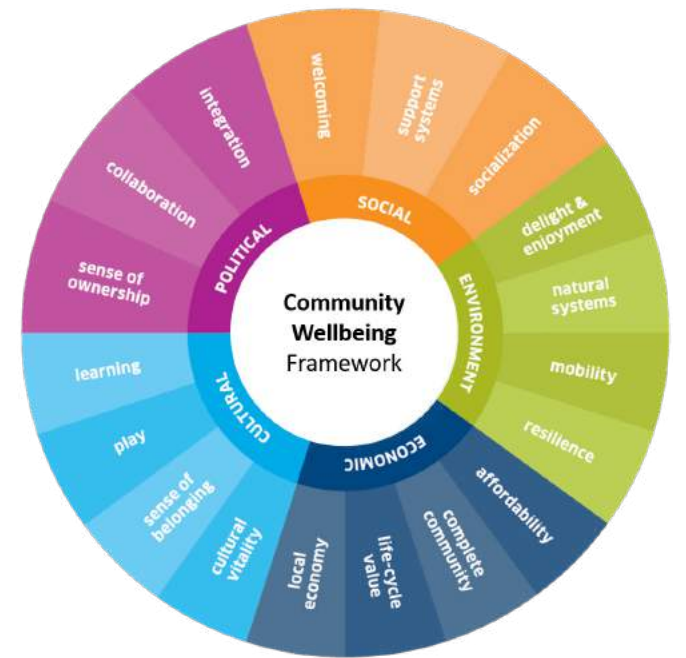 Community
Wellbeing
Framework
SOCIAL
welcoming
support
systems
socialization
ENVIRONMENT
delight &
enjoyment
natural
systems
mobility
resilience
ECONOMIC
affordability
complete
community
life-cycle
value
local
economy
CULTURAL
cultural
vitality
sense of
belonging
play
learning
POLITICAL
sense of
ownership
collaboration
integration